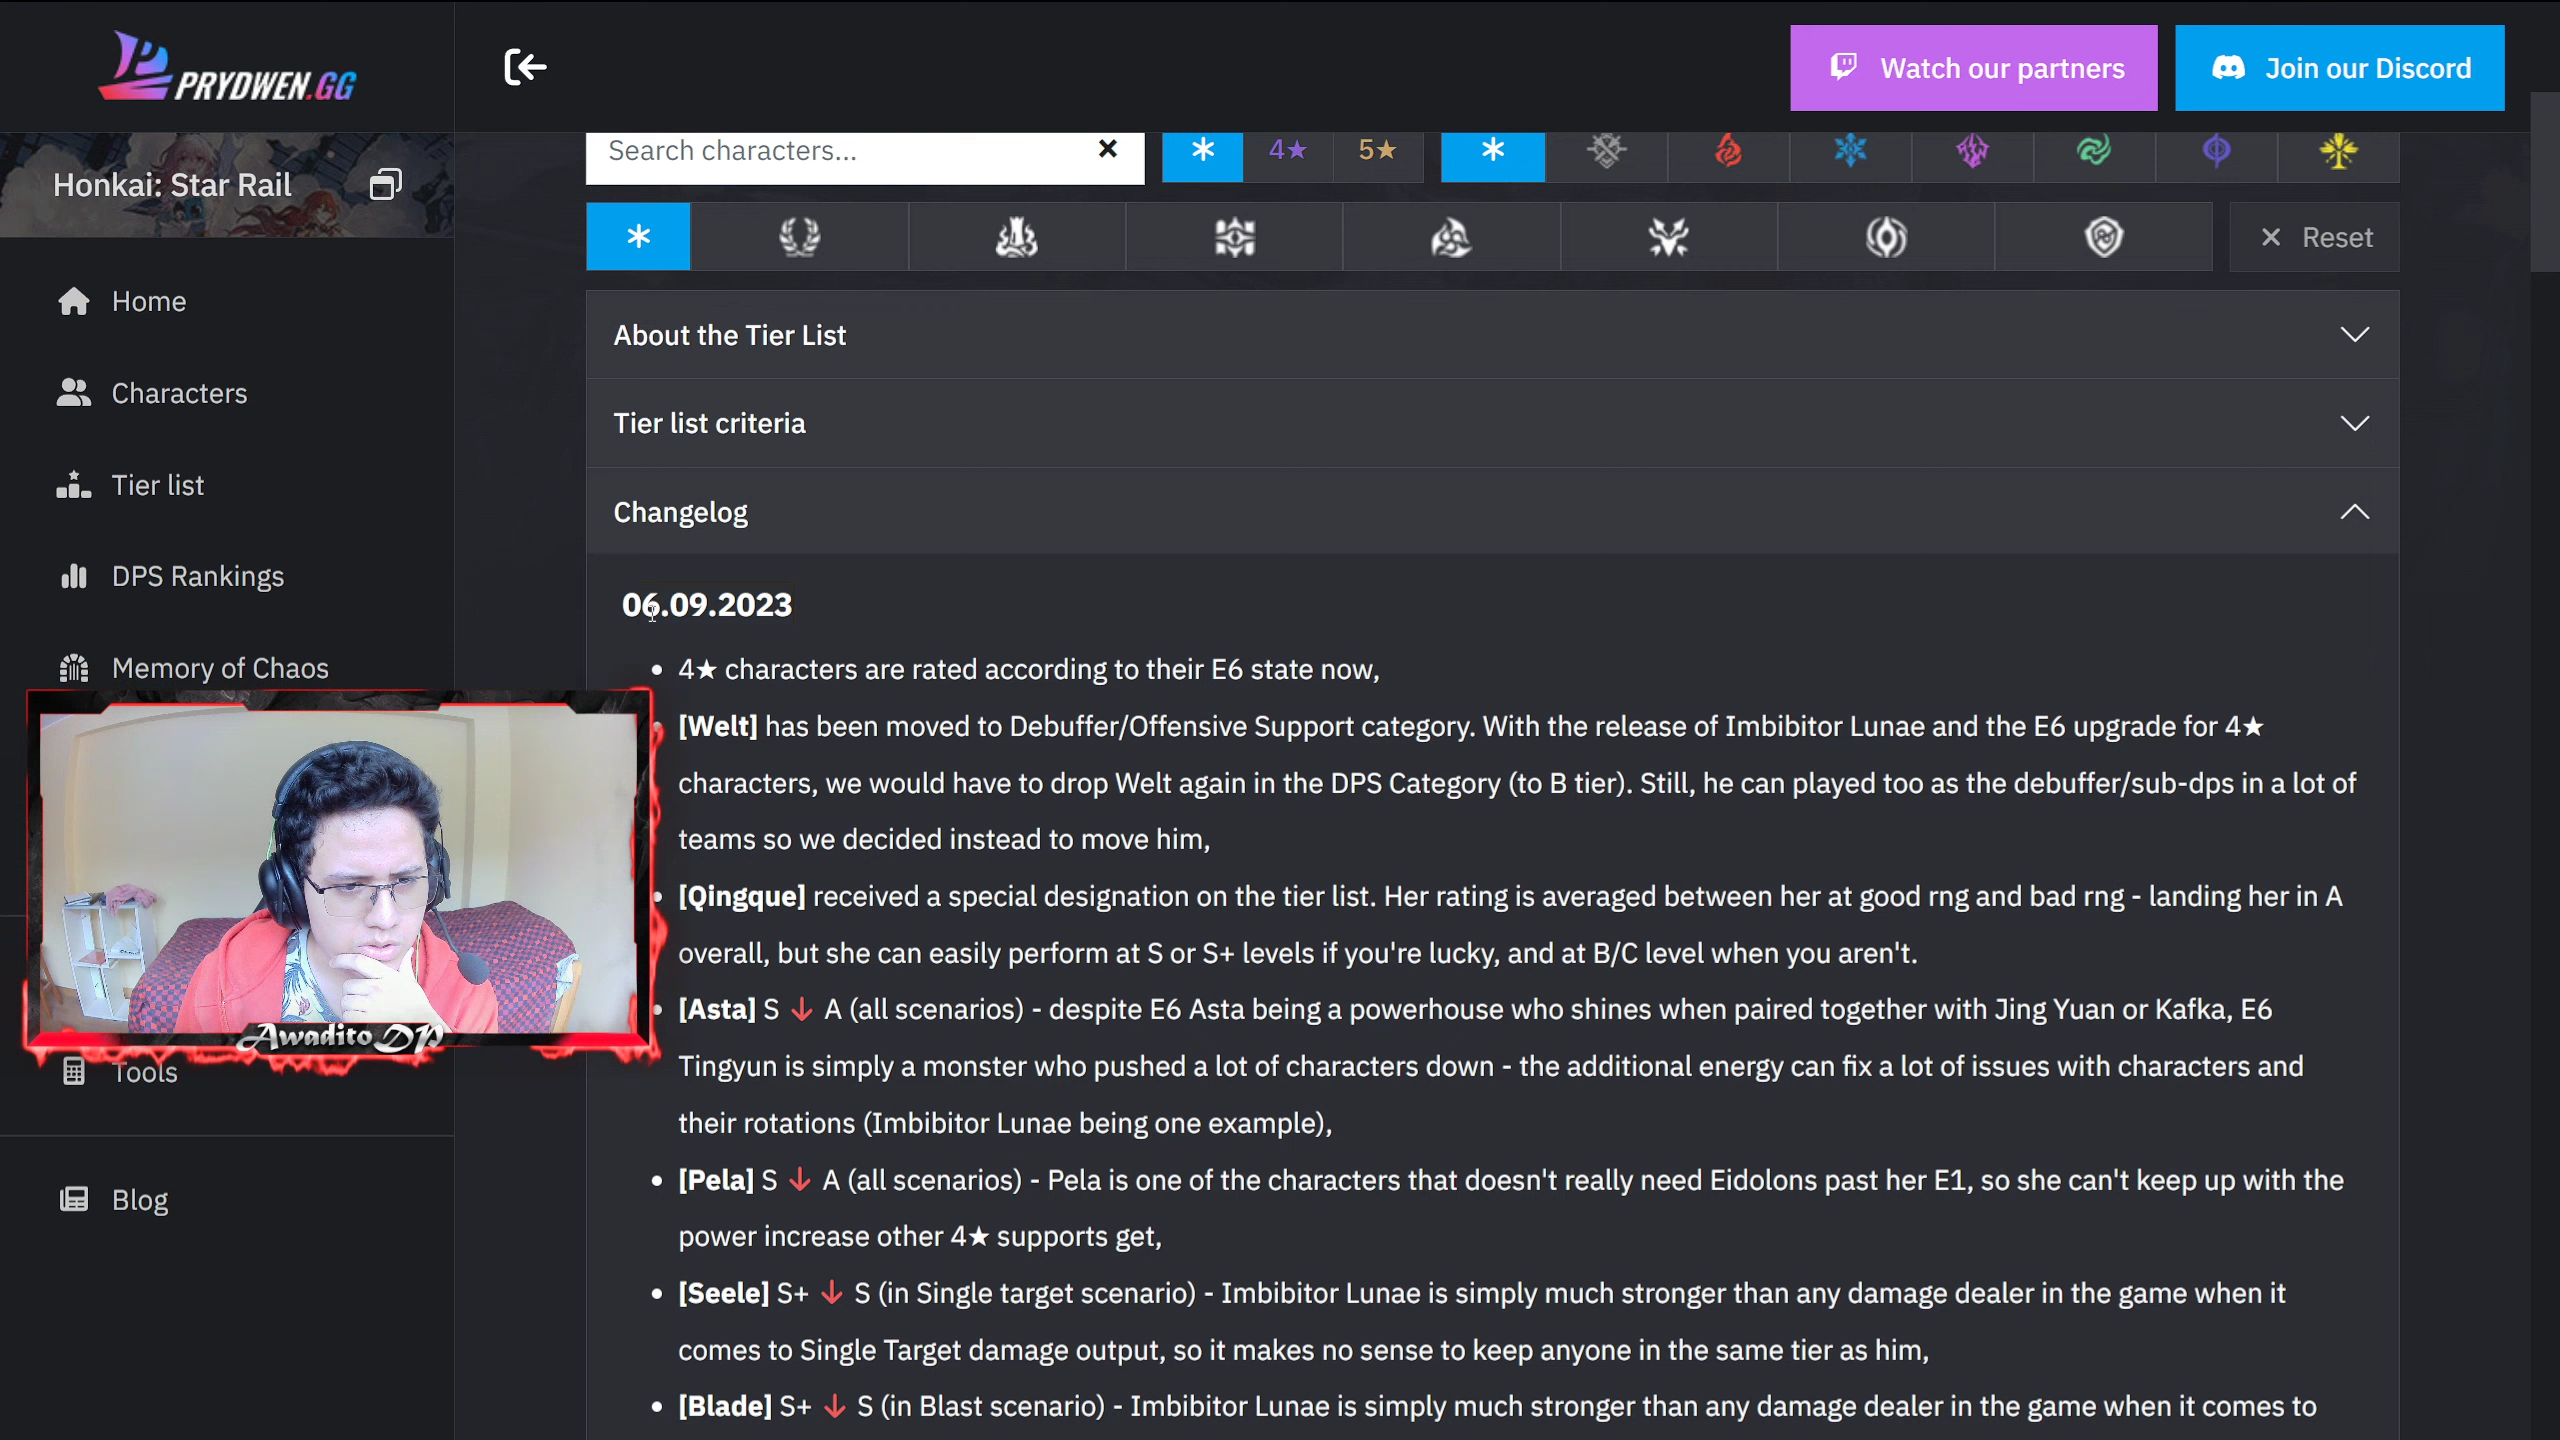 PRYDWEN.GG
Watch our partners
Join our Discord
Honkai: Star Rail
Home
Characters
Tier list
DPS Rankings
Memory of Chaos
Tools
Blog
Search characters...
4★
5★
Reset
About the Tier List
Tier list criteria
Changelog
06.09.2023
4★ characters are rated according to their E6 state now,
[Welt] has been moved to Debuffer/Offensive Support category. With the release of Imbibitor Lunae and the E6 upgrade for 4★
characters, we would have to drop Welt again in the DPS Category (to B tier). Still, he can played too as the debuffer/sub-dps in a lot of
teams so we decided instead to move him,
[Qingque] received a special designation on the tier list. Her rating is averaged between her at good rng and bad rng - landing her in A
overall, but she can easily perform at S or S+ levels if you're lucky, and at B/C level when you aren't.
[Asta] S ↓ A (all scenarios) - despite E6 Asta being a powerhouse who shines when paired together with Jing Yuan or Kafka, E6
Tingyun is simply a monster who pushed a lot of characters down - the additional energy can fix a lot of issues with characters and
their rotations (Imbibitor Lunae being one example),
[Pela] S ↓ A (all scenarios) - Pela is one of the characters that doesn't really need Eidolons past her E1, so she can't keep up with the
power increase other 4★ supports get,
[Seele] S+ ↓ S (in Single target scenario) - Imbibitor Lunae is simply much stronger than any damage dealer in the game when it
comes to Single Target damage output, so it makes no sense to keep anyone in the same tier as him,
[Blade] S+ ↓ S (in Blast scenario) - Imbibitor Lunae is simply much stronger than any damage dealer in the game when it comes to
Awadito DP